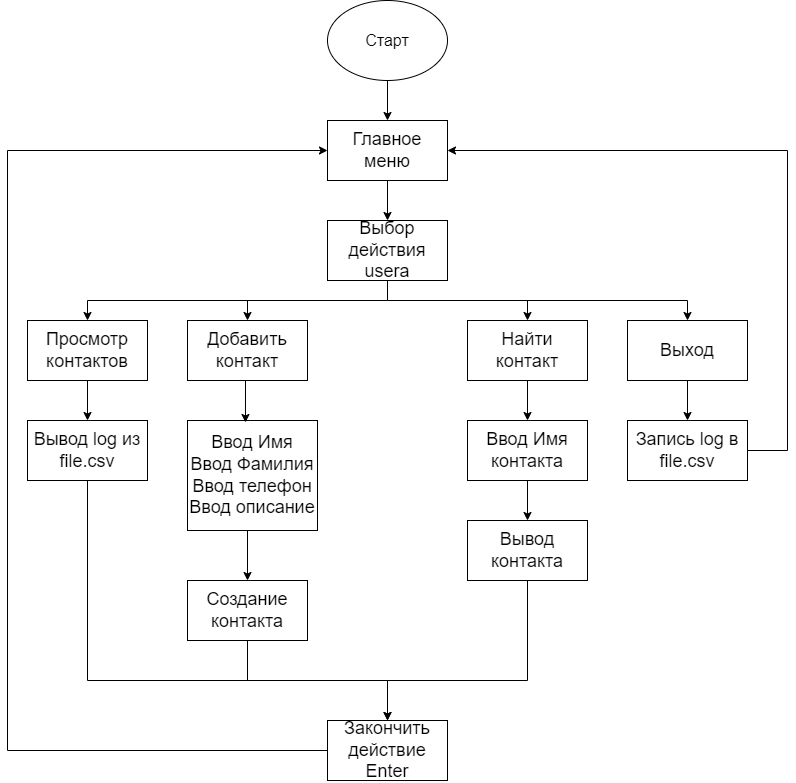 Старт
Главное
меню
Выбор
действия
usera
Просмотр
контактов
Добавить
контакт
Найти
контакт
Выход
Вывод log из
file.csv
Ввод Имя
Ввод Фамилия
Ввод телефон
Ввод описание
Ввод Имя
контакта
Запись log в
file.csv
Вывод
контакта
Создание
контакта
Закончить
действие
Enter